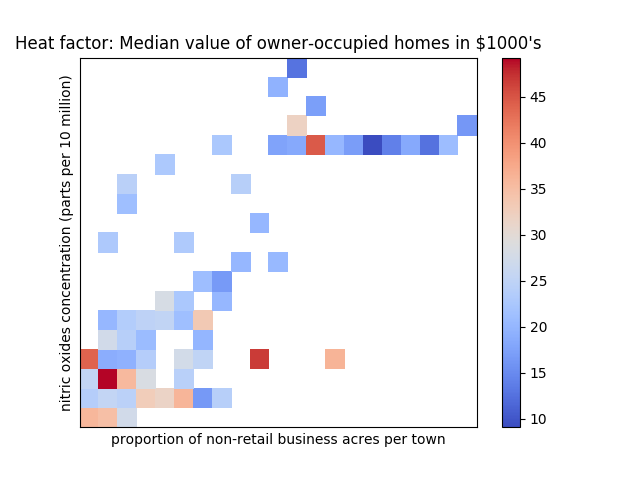 Heat factor: Median value of owner-occupied homes in $1000's
nitric oxides concentration (parts per 10 million)
proportion of non-retail business acres per town
45
40
35
30
25
20
15
10